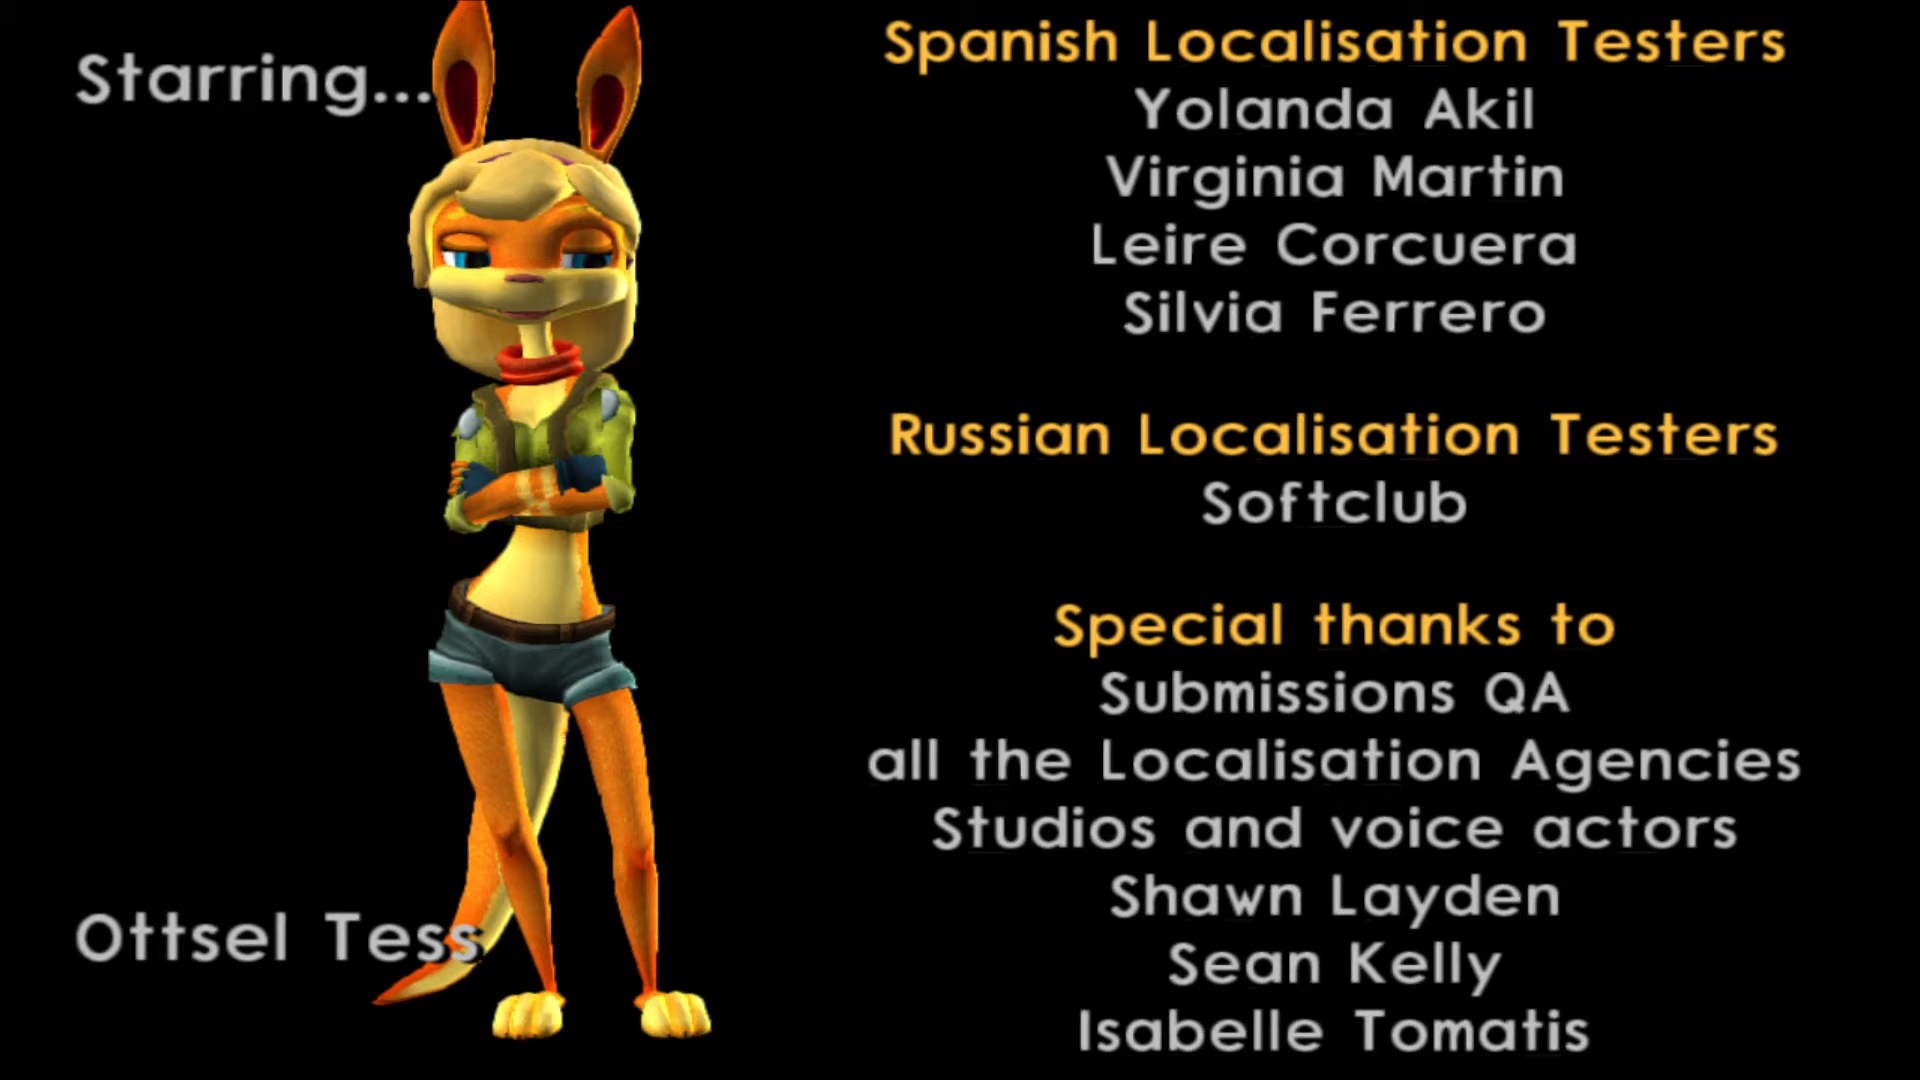 Starring...
Ottsel Tess
Spanish Localisation Testers
Yolanda Akil
Virginia Martin
Leire Corcuera
Silvia Ferrero
Russian Localisation Testers
Softclub
Special thanks to
Submissions QA
all the Localisation Agencies
Studios and voice actors
Shawn Layden
Sean Kelly
Isabelle Tomatis